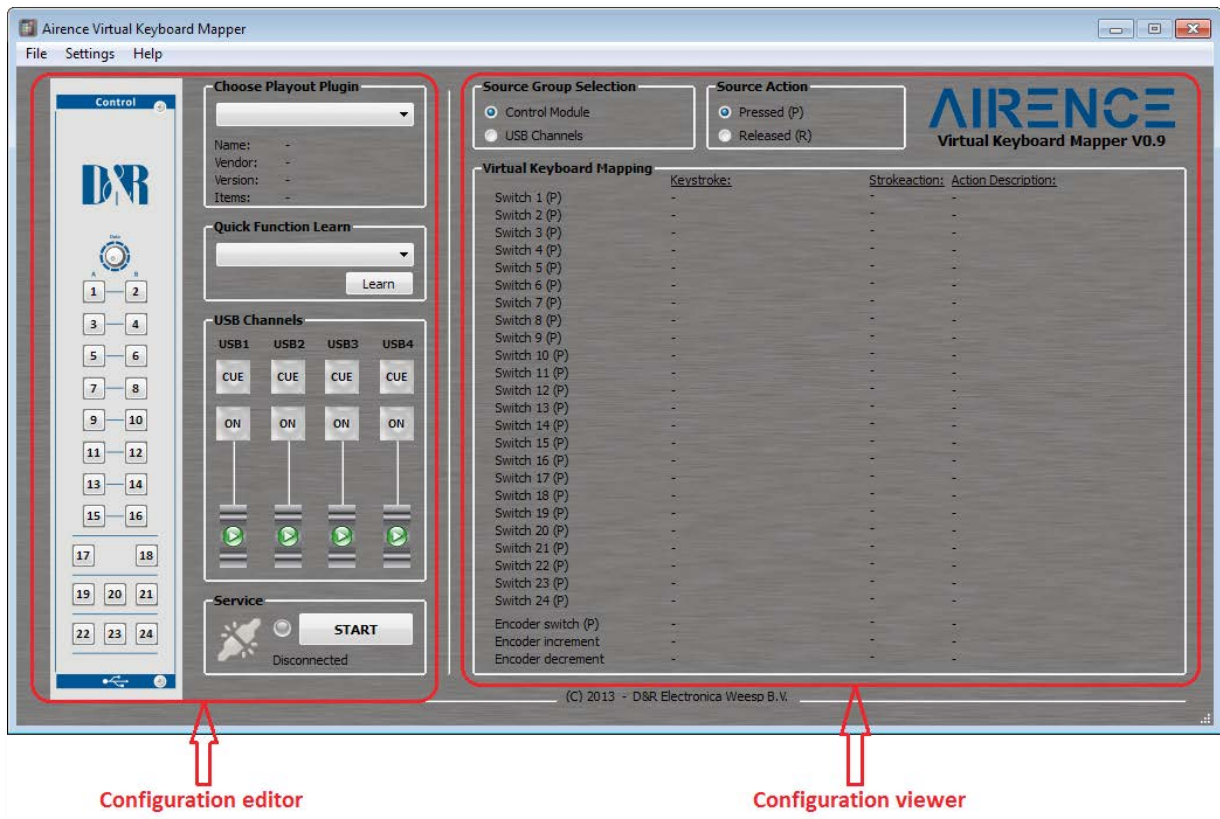 Airence Virtual Keyboard Mapper
File Settings Help
Control
D&R
Data
A B
1 2
3 4
5 6
7 8
9 10
11 12
13 14
15 16
17 18
19 20 21
22 23 24
Choose Playout Plugin
Name: -
Vendor: -
Version: -
Items: -
Quick Function Learn
Learn
USB Channels
USB1 USB2 USB3 USB4
CUE CUE CUE CUE
ON ON ON ON
Service
START
Disconnected
Source Group Selection
Control Module
USB Channels
Source Action
Pressed (P)
Released (R)
AIRENCE
Virtual Keyboard Mapper V0.9
Virtual Keyboard Mapping
Keystroke: Strokeaction: Action Description:
Switch 1 (P) - - -
Switch 2 (P) - - -
Switch 3 (P) - - -
Switch 4 (P) - - -
Switch 5 (P) - - -
Switch 6 (P) - - -
Switch 7 (P) - - -
Switch 8 (P) - - -
Switch 9 (P) - - -
Switch 10 (P) - - -
Switch 11 (P) - - -
Switch 12 (P) - - -
Switch 13 (P) - - -
Switch 14 (P) - - -
Switch 15 (P) - - -
Switch 16 (P) - - -
Switch 17 (P) - - -
Switch 18 (P) - - -
Switch 19 (P) - - -
Switch 20 (P) - - -
Switch 21 (P) - - -
Switch 22 (P) - - -
Switch 23 (P) - - -
Switch 24 (P) - - -
Encoder switch (P) - - -
Encoder increment - - -
Encoder decrement - - -
(C) 2013 - D&R Electronica Weesp B.V.
Configuration editor
Configuration viewer